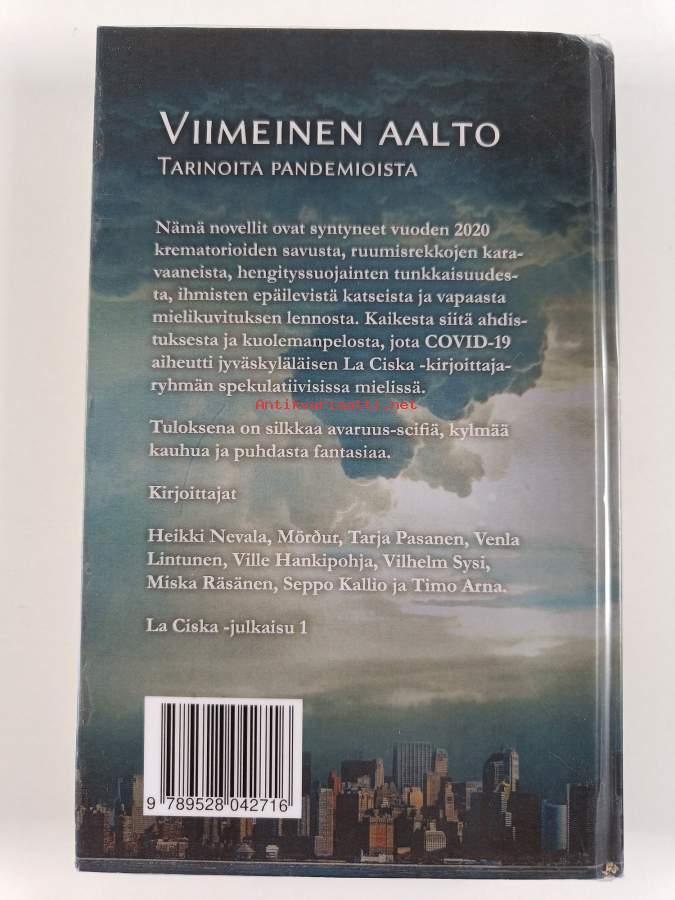 VIIMEINEN AALTO
TARINOITA PANDEMIOISTA
Nämä novellit ovat syntyneet vuoden 2020
krematorioiden savusta, ruumisrekkojen kara-
vaaneista, hengityssuojainten tunkkaisuudes-
ta, ihmisten epäilevistä katseista ja vapaasta
mielikuvituksen lennosta. Kaikesta siitä ahdis-
tuksesta ja kuolemanpelosta, jota COVID-19
aiheutti jyväskyläläisen La Ciska -kirjoittaja-
ryhmän spekulatiivisissa mielissä.
Antikvariaatti.net
Tuloksena on silkkaa avaruus-scifiä, kylmää
kauhua ja puhdasta fantasiaa.
Kirjoittajat
Heikki Nevala, Mörður, Tarja Pasanen, Venla
Lintunen, Ville Hankipohja, Vilhelm Sysi,
Miska Räsänen, Seppo Kallio ja Timo Arna.
La Ciska -julkaisu 1
9 789528 042716